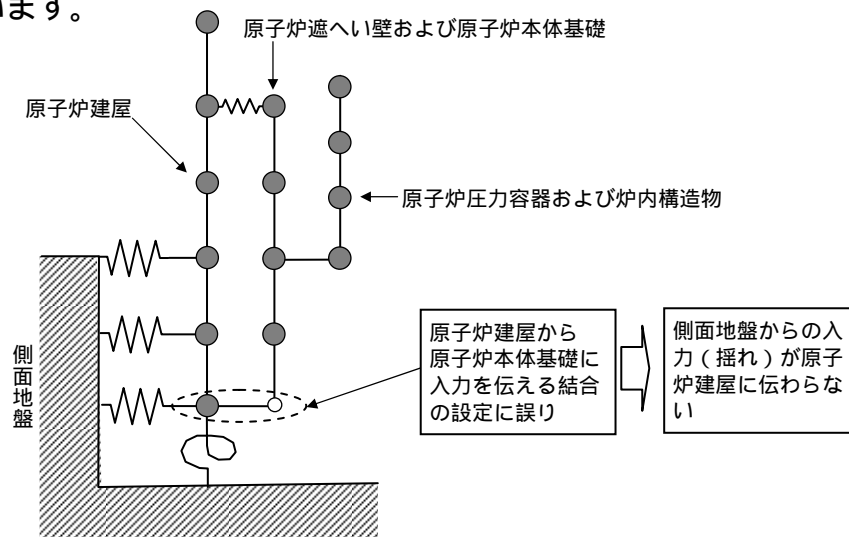 います。
原子炉遮へい壁および原子炉本体基礎
原子炉建屋
原子炉圧力容器および炉内構造物
側面地盤
原子炉建屋から
原子炉本体基礎に
入力を伝える結合
の設定に誤り
側面地盤からの入
力(揺れ)が原子
炉建屋に伝わらな
い